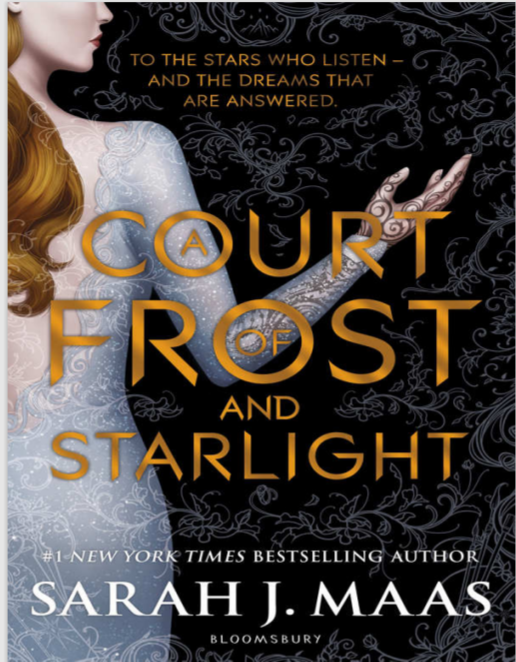 TO THE STARS WHO LISTEN –
AND THE DREAMS THAT
ARE ANSWERED.
A COURT
OF FROST
AND
STARLIGHT
#1 NEW YORK TIMES BESTSELLING AUTHOR
SARAH J. MAAS
BLOOMSBURY